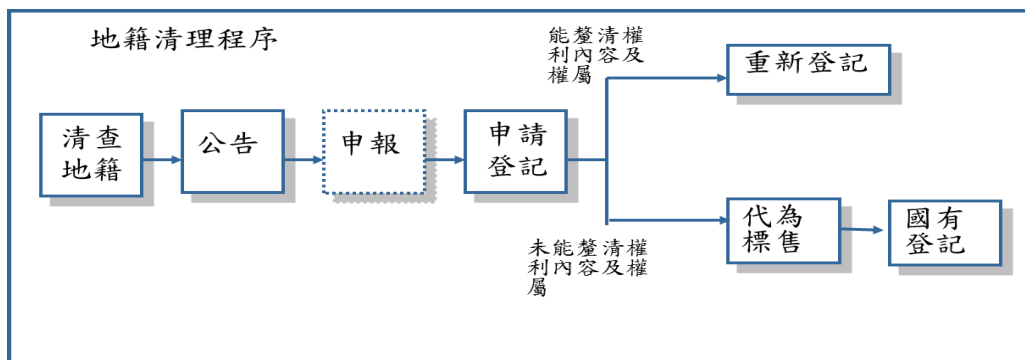 地籍清理程序
能釐清權
利內容及
權屬
重新登記
清查
地籍
公告
申報
申請
登記
未能釐清權
利內容及權
屬
代為
標售
國有
登記